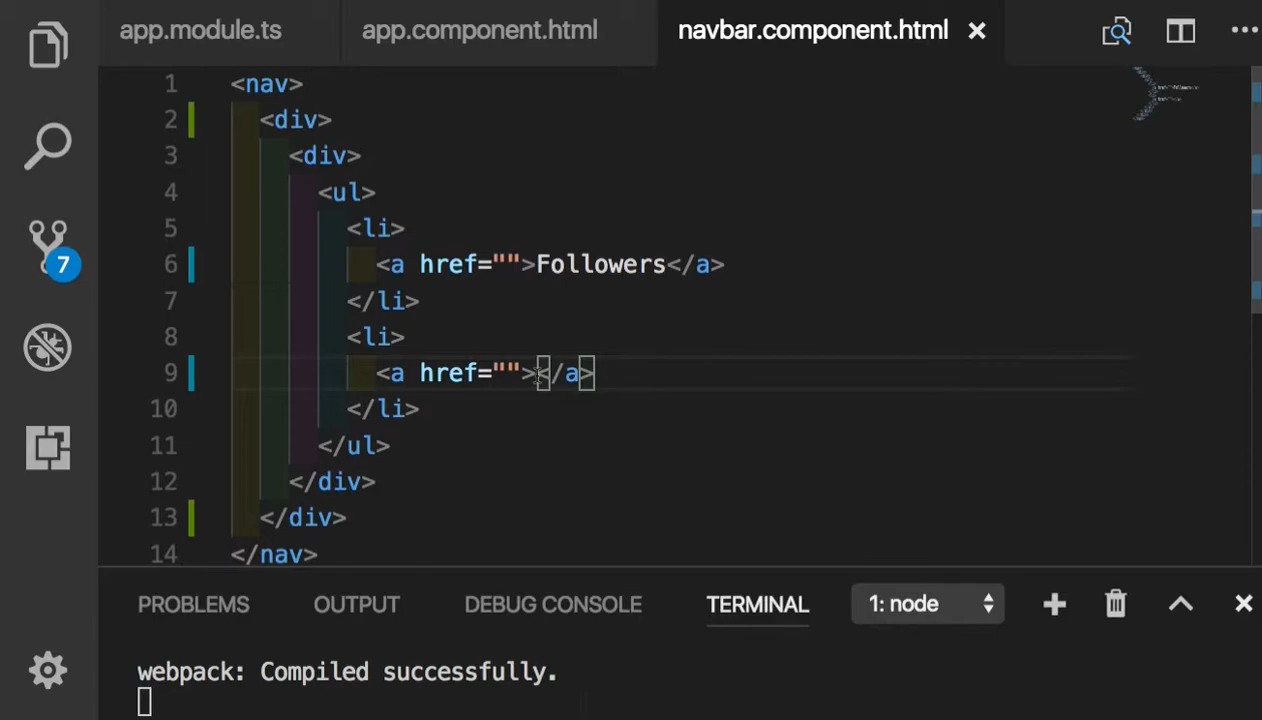 app.module.ts app.component.html navbar.component.html
1 <nav>
2 <div>
3 <div>
4 <ul>
5 <li>
6 <a href="">Followers</a>
7 </li>
8 <li>
9 <a href=""></a>
10 </li>
11 </ul>
12 </div>
13 </div>
14 </nav>
7
PROBLEMS OUTPUT DEBUG CONSOLE TERMINAL 1: node
webpack: Compiled successfully.